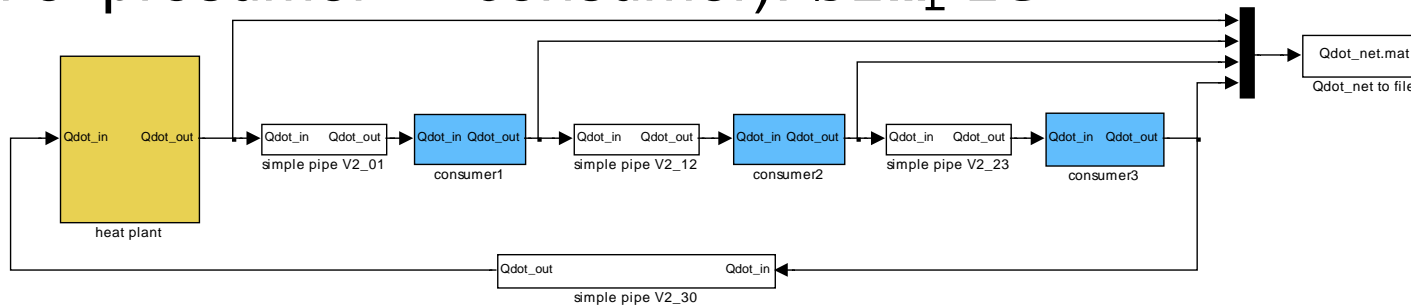 Qdot_net.mat
Qdot_net to file
Qdot_in Qdot_out
heat plant
Qdot_in Qdot_out
simple pipe V2_01
Qdot_in Qdot_out
consumer1
Qdot_in Qdot_out
simple pipe V2_12
Qdot_in Qdot_out
consumer2
Qdot_in Qdot_out
simple pipe V2_23
Qdot_in Qdot_out
consumer3
Qdot_out Qdot_in
simple pipe V2_30